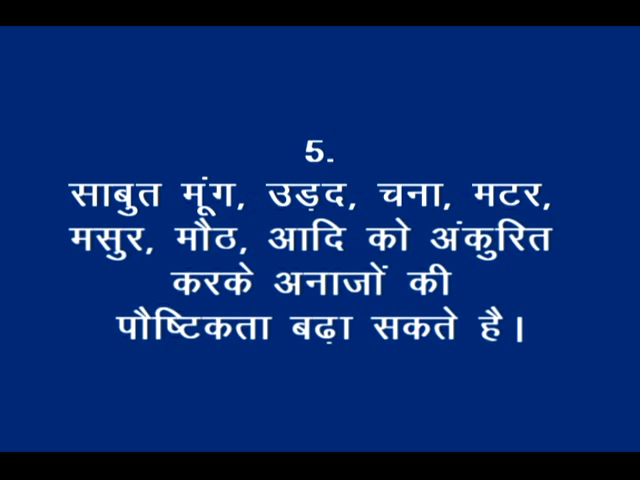 5.
साबुत मूंग, उड़द, चना, मटर,
मसुर, मौठ, आदि को अंकुरित
करके अनाजों की
पौष्टिकता बढ़ा सकते है।